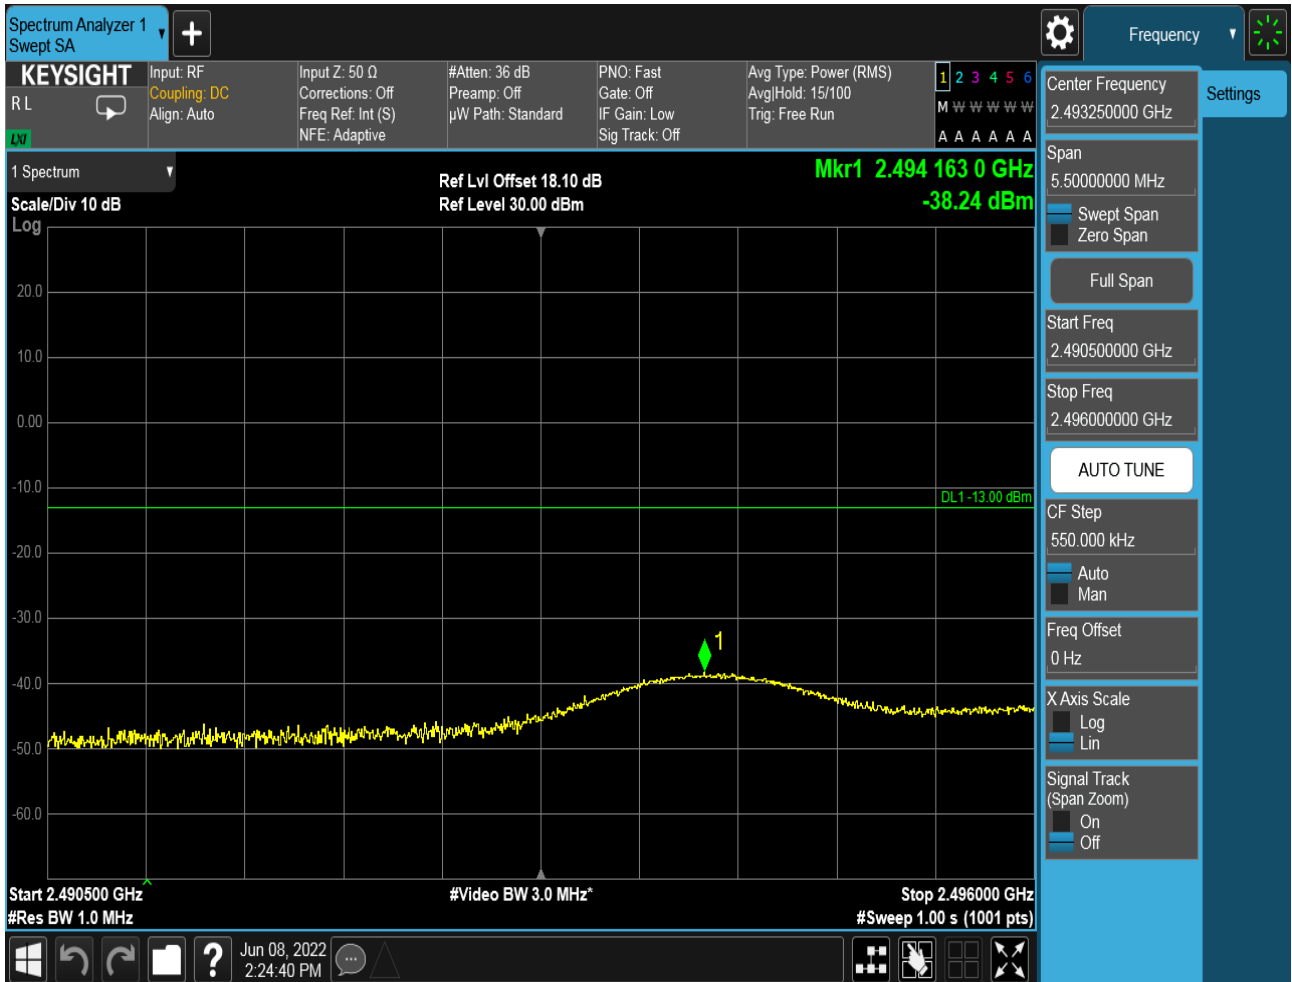 Spectrum Analyzer 1
Swept SA
Frequency
KEYSIGHT
R L
LXI
Input: RF
Coupling: DC
Align: Auto
Input Z: 50 Ω
Corrections: Off
Freq Ref: Int (S)
NFE: Adaptive
#Atten: 36 dB
Preamp: Off
µW Path: Standard
PNO: Fast
Gate: Off
IF Gain: Low
Sig Track: Off
Avg Type: Power (RMS)
Avg|Hold: 15/100
Trig: Free Run
1 2 3 4 5 6
M W W W W W
A A A A A A
1 Spectrum
Scale/Div 10 dB
Log
Ref Lvl Offset 18.10 dB
Ref Level 30.00 dBm
Mkr1 2.494 163 0 GHz
-38.24 dBm
20.0
10.0
0.00
-10.0
DL1 -13.00 dBm
-20.0
-30.0
1
-40.0
-50.0
-60.0
Start 2.490500 GHz
#Res BW 1.0 MHz
#Video BW 3.0 MHz*
Stop 2.496000 GHz
#Sweep 1.00 s (1001 pts)
Center Frequency
2.493250000 GHz
Settings
Span
5.50000000 MHz
Swept Span
Zero Span
Full Span
Start Freq
2.490500000 GHz
Stop Freq
2.496000000 GHz
AUTO TUNE
CF Step
550.000 kHz
Auto
Man
Freq Offset
0 Hz
X Axis Scale
Log
Lin
Signal Track
(Span Zoom)
On
Off
?
Jun 08, 2022
2:24:40 PM